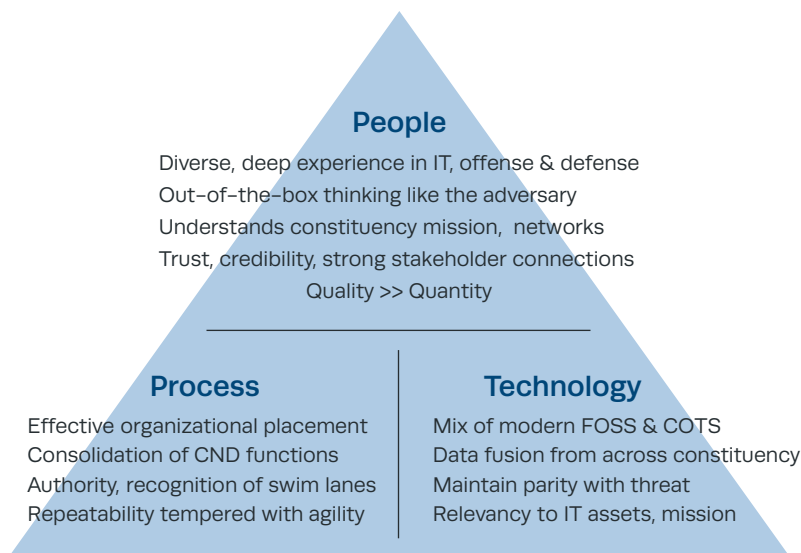 People
Diverse, deep experience in IT, offense & defense
Out-of-the-box thinking like the adversary
Understands constituency mission, networks
Trust, credibility, strong stakeholder connections
Quality >> Quantity
Process
Effective organizational placement
Consolidation of CND functions
Authority, recognition of swim lanes
Repeatability tempered with agility
Technology
Mix of modern FOSS & COTS
Data fusion from across constituency
Maintain parity with threat
Relevancy to IT assets, mission